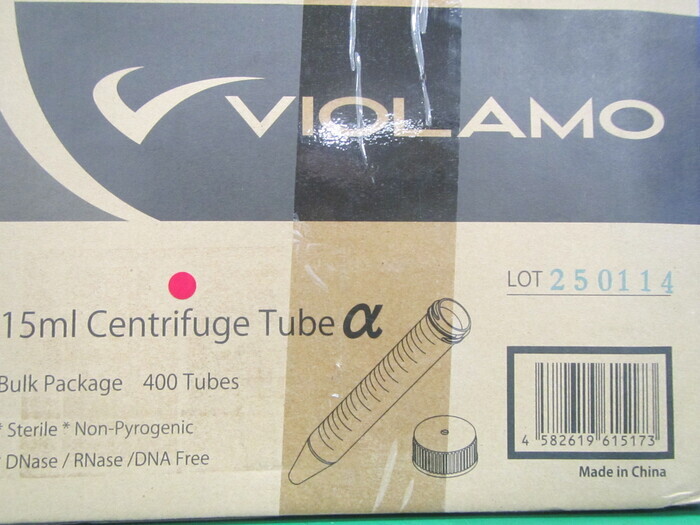 VIOLAMO
LOT 250114
15ml Centrifuge Tube α
Bulk Package 400 Tubes
* Sterile * Non-Pyrogenic
* DNase / RNase /DNA Free
4 582619 615173
Made in China